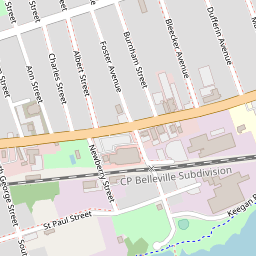 Ann Street
Charles Street
Albert Street
Foster Avenue
Burnham Street
Bleecker Avenue
Dufferin Avenue
Newberry Street
CP Belleville Subdivision
George Street
St Paul Street
Keegan